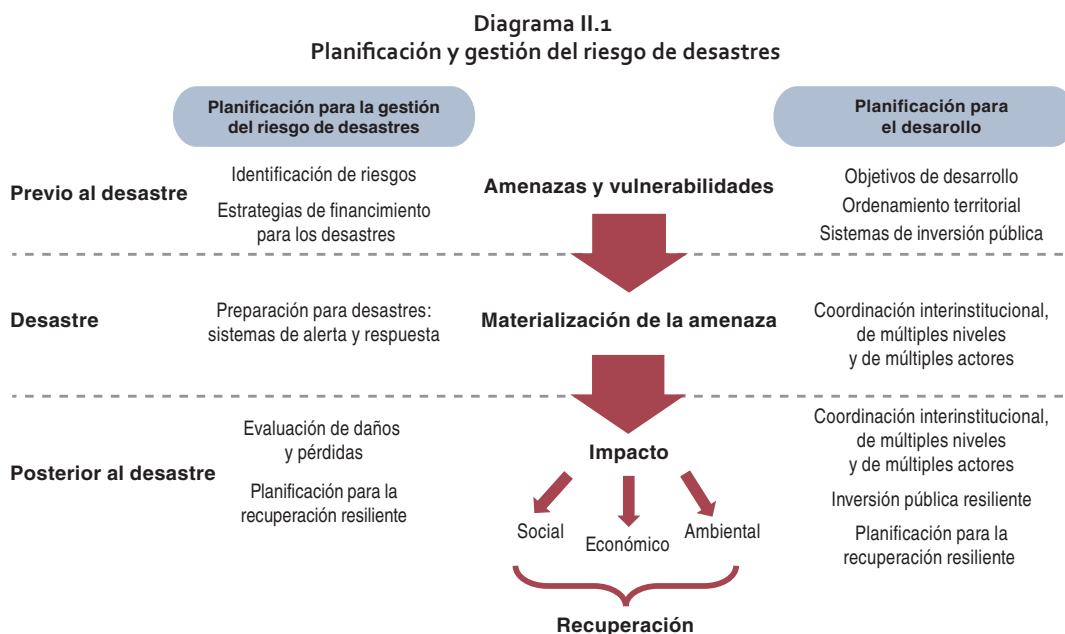 Diagrama II.1
Planificación y gestión del riesgo de desastres
Planificación para la gestión
del riesgo de desastres
Planificación para
el desarollo
Previo al desastre
Identificación de riesgos
Estrategias de financimiento
para los desastres
Amenazas y vulnerabilidades
Objetivos de desarrollo
Ordenamiento territorial
Sistemas de inversión pública
Desastre
Preparación para desastres:
sistemas de alerta y respuesta
Materialización de la amenaza
Coordinación interinstitucional,
de múltiples niveles
y de múltiples actores
Posterior al desastre
Evaluación de daños
y pérdidas
Planificación para la
recuperación resiliente
Impacto
Social
Económico
Ambiental
Recuperación
Coordinación interinstitucional,
de múltiples niveles
y de múltiples actores
Inversión pública resiliente
Planificación para la
recuperación resiliente